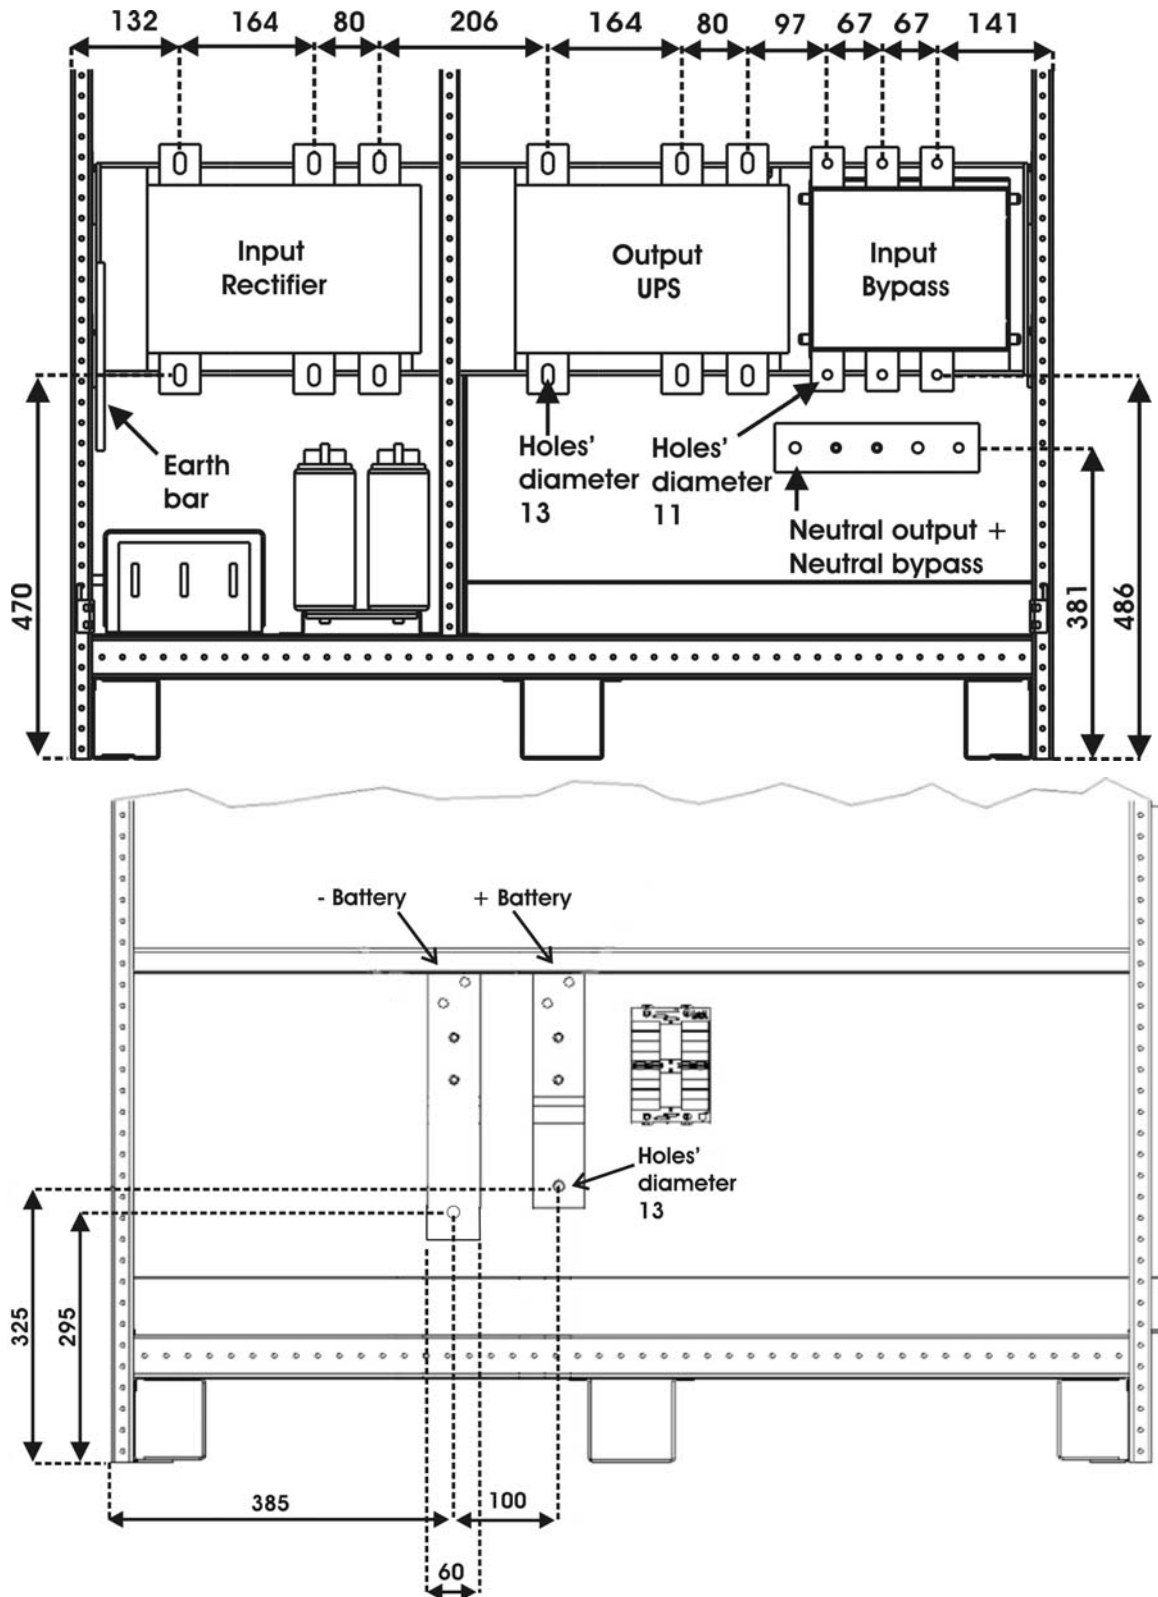 132 164 80 206 164 80 97 67 67 141
Input
Rectifier
Output
UPS
Input
Bypass
Earth
bar
Holes’
diameter
13
Holes’
diameter
11
Neutral output +
Neutral bypass
470
381
486
- Battery
+ Battery
Holes’
diameter
13
325
295
385
100
60